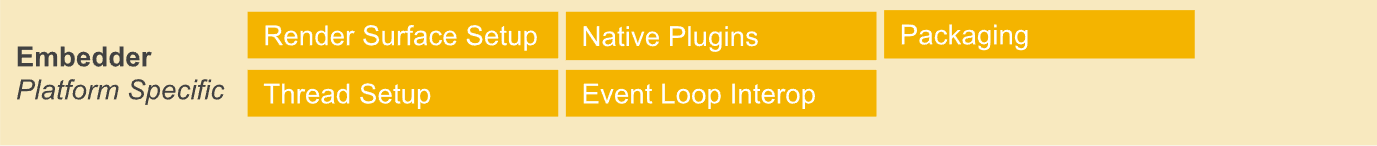 Embedder
Platform Specific
Render Surface Setup
Native Plugins
Packaging
Thread Setup
Event Loop Interop